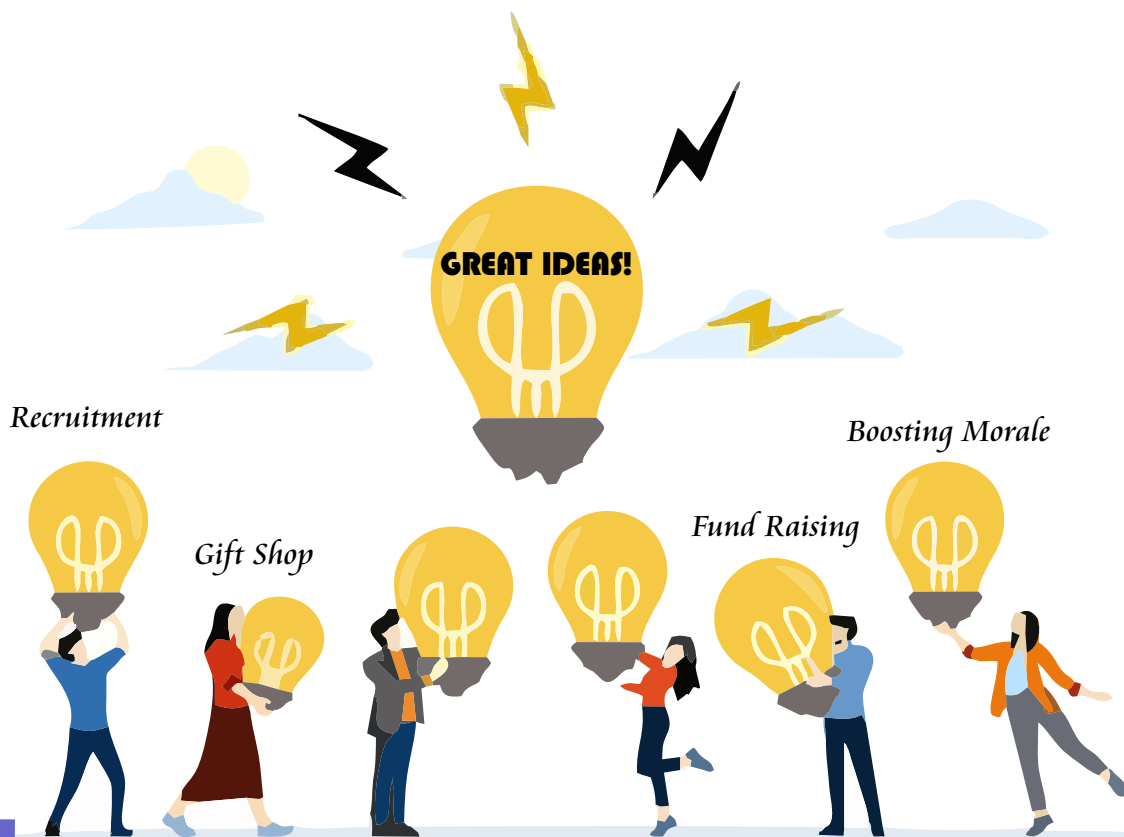 GREAT IDEAS!
Recruitment
Boosting Morale
Fund Raising
Gift Shop